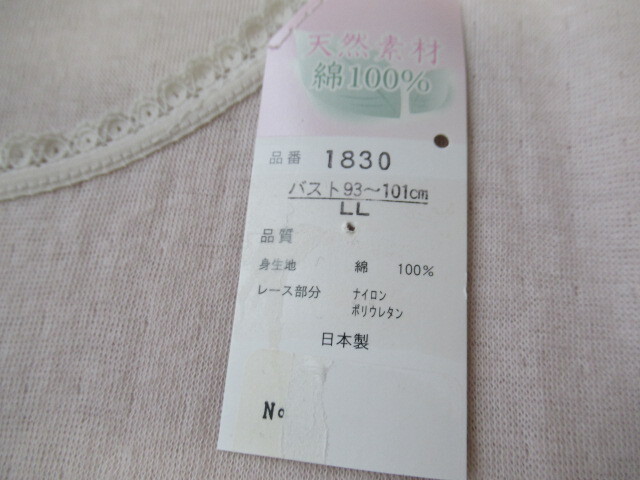 天然素材
綿100%
品番 1830
バスト93〜101cm
LL
品質
身生地 綿 100%
レース部分 ナイロン
ポリウレタン
日本製
No